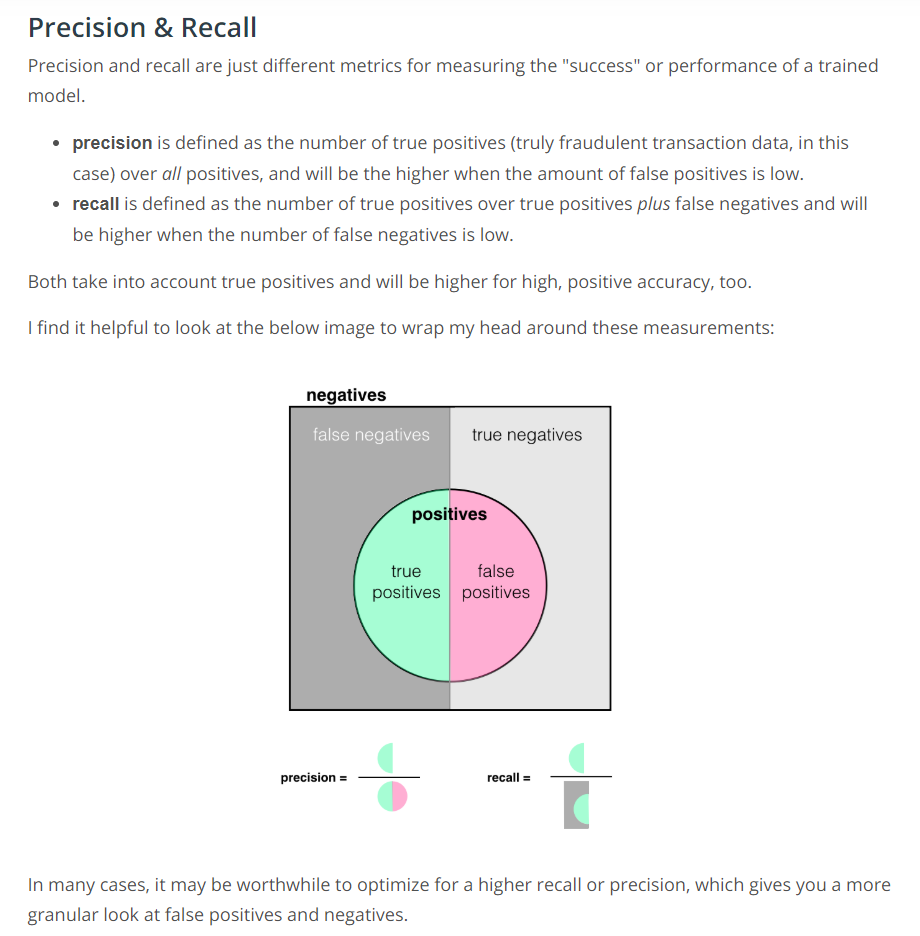 Precision & Recall
Precision and recall are just different metrics for measuring the "success" or performance of a trained
model.
• precision is defined as the number of true positives (truly fraudulent transaction data, in this
case) over all positives, and will be the higher when the amount of false positives is low.
• recall is defined as the number of true positives over true positives plus false negatives and will
be higher when the number of false negatives is low.
Both take into account true positives and will be higher for high, positive accuracy, too.
I find it helpful to look at the below image to wrap my head around these measurements:
negatives
false negatives
true negatives
positives
true
positives
false
positives
precision =
recall =
In many cases, it may be worthwhile to optimize for a higher recall or precision, which gives you a more
granular look at false positives and negatives.